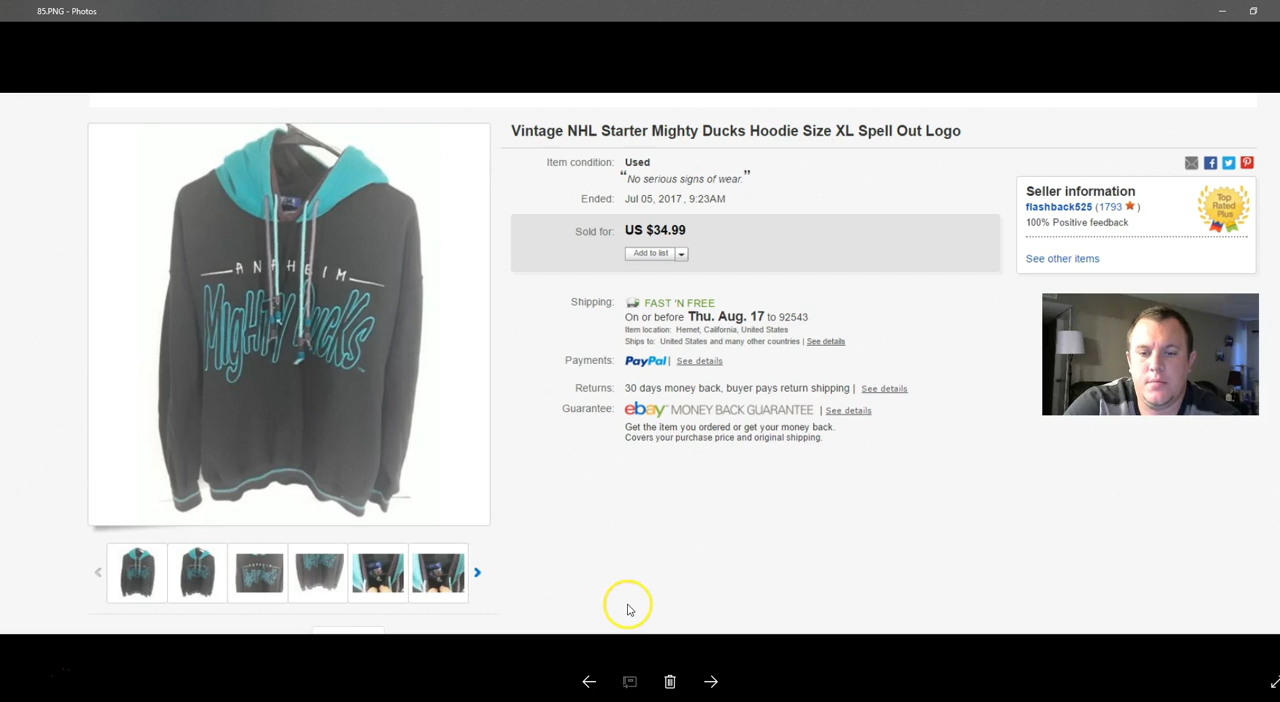 85.PNG - Photos
Vintage NHL Starter Mighty Ducks Hoodie Size XL Spell Out Logo
Item condition: Used
“No serious signs of wear.”
Ended: Jul 05, 2017 , 9:23AM
Sold for: US $34.99
Add to list
Shipping: FAST 'N FREE
On or before Thu. Aug. 17 to 92543
Item location: Hemet, California, United States
Ships to: United States and many other countries | See details
Payments: PayPal | See details
Returns: 30 days money back, buyer pays return shipping | See details
Guarantee: ebay MONEY BACK GUARANTEE | See details
Get the item you ordered or get your money back.
Covers your purchase price and original shipping.
Seller information
flashback525 (1793 )
100% Positive feedback
See other items
Top
Rated
Plus
ANAHEIM
MIGHTY DUCKS